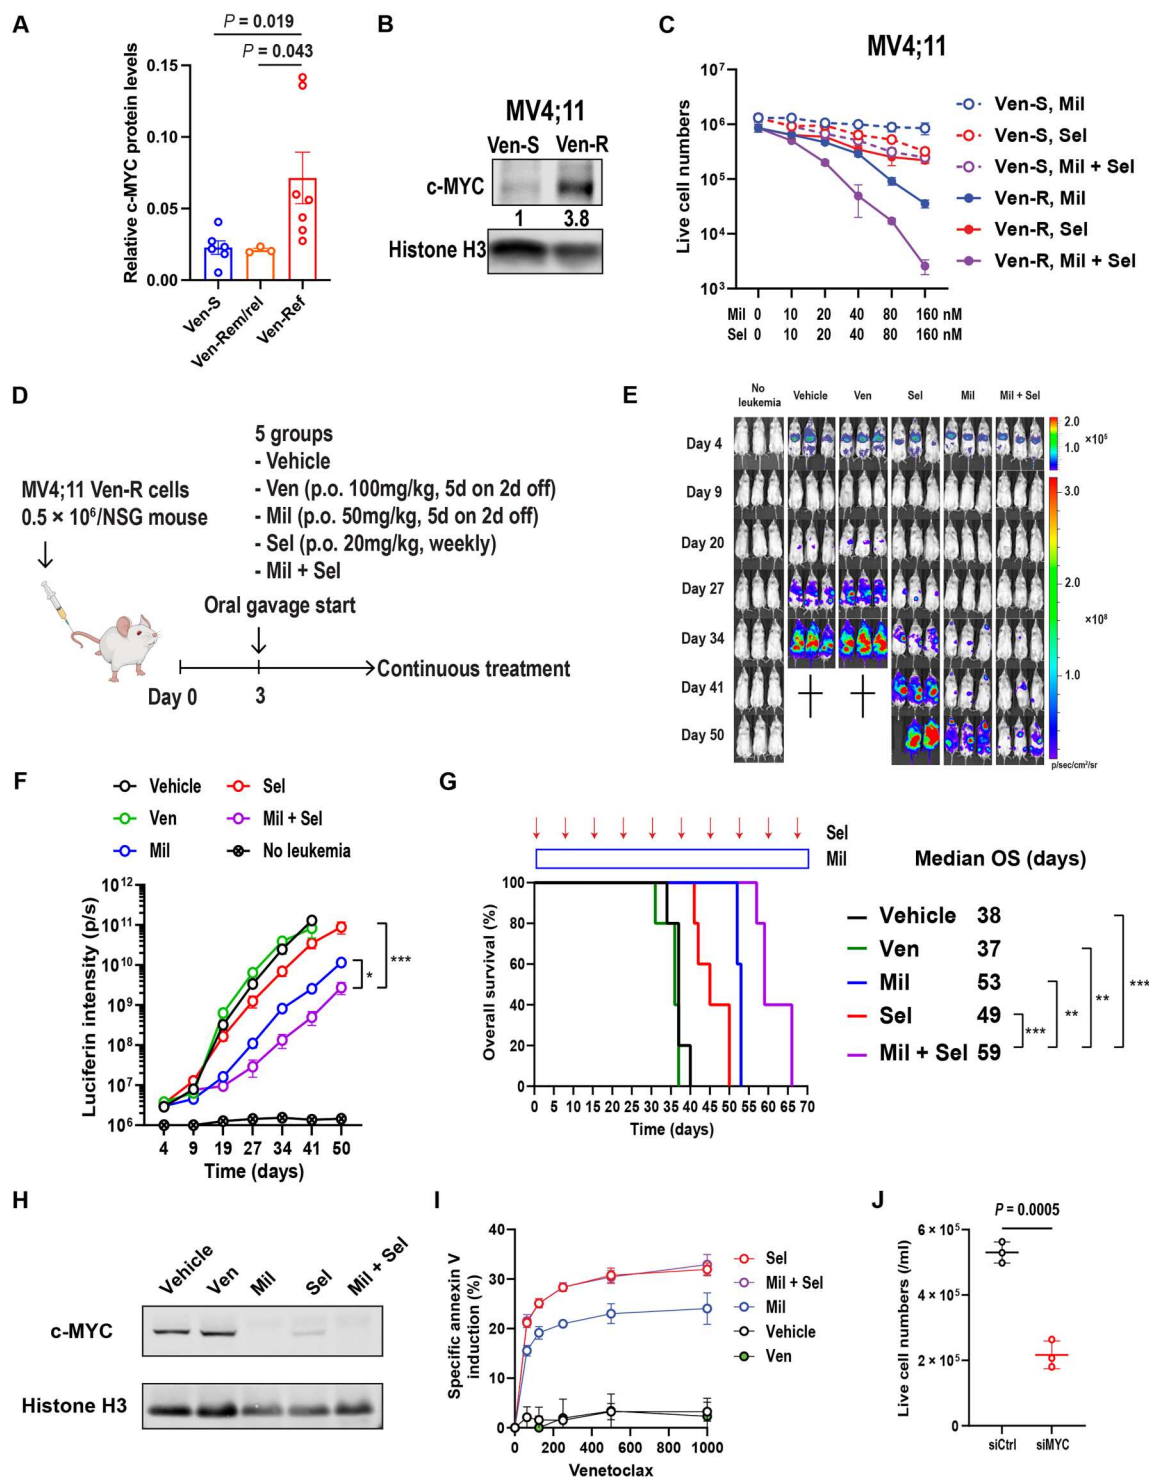 A
P = 0.019
P = 0.043
Relative c-MYC protein levels
0.15
0.10
0.05
0.00
Ven-S
Ven-Rem/rel
Ven-Ref
B
MV4;11
Ven-S Ven-R
c-MYC
1 3.8
Histone H3
C
MV4;11
Live cell numbers
10⁷
10⁶
10⁵
10⁴
10³
Mil 0 10 20 40 80 160 nM
Sel 0 10 20 40 80 160 nM
Ven-S, Mil
Ven-S, Sel
Ven-S, Mil + Sel
Ven-R, Mil
Ven-R, Sel
Ven-R, Mil + Sel
D
MV4;11 Ven-R cells
0.5 × 10⁶/NSG mouse
5 groups
- Vehicle
- Ven (p.o. 100mg/kg, 5d on 2d off)
- Mil (p.o. 50mg/kg, 5d on 2d off)
- Sel (p.o. 20mg/kg, weekly)
- Mil + Sel
Oral gavage start
Continuous treatment
Day 0 3
E
No
leukemia Vehicle Ven Sel Mil Mil + Sel
Day 4
Day 9
Day 20
Day 27
Day 34
Day 41
Day 50
2.0
×10⁶
1.0
3.0
2.0
×10⁸
1.0
p/sec/cm²/sr
F
Vehicle
Ven
Mil
Sel
Mil + Sel
No leukemia
Luciferin intensity (p/s)
10¹²
10¹¹
10¹⁰
10⁹
10⁸
10⁷
10⁶
4 9 19 27 34 41 50
Time (days)
*
***
G
Sel
Mil
Overall survival (%)
100
80
60
40
20
0
0 5 10 15 20 25 30 35 40 45 50 55 60 65 70
Time (days)
Median OS (days)
Vehicle 38
Ven 37
Mil 53
Sel 49
Mil + Sel 59
***
**
**
***
H
Vehicle
Ven
Mil
Sel
Mil + Sel
c-MYC
Histone H3
I
Specific annexin V
induction (%)
40
30
20
10
0
0 200 400 600 800 1000
Venetoclax
Sel
Mil + Sel
Mil
Vehicle
Ven
J
P = 0.0005
Live cell numbers (/ml)
6 × 10⁵
4 × 10⁵
2 × 10⁵
0
siCtrl siMYC